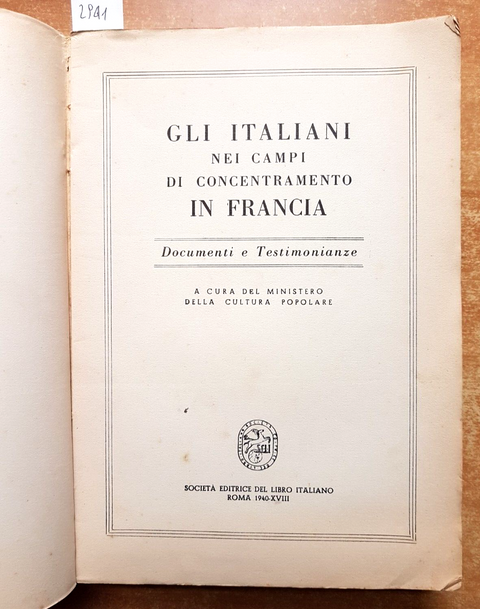 2941
GLI ITALIANI
NEI CAMPI
DI CONCENTRAMENTO
IN FRANCIA
Documenti e Testimonianze
A CURA DEL MINISTERO
DELLA CULTURA POPOLARE
SOCIETÀ EDITRICE DEL LIBRO ITALIANO
ROMA 1940-XVIII